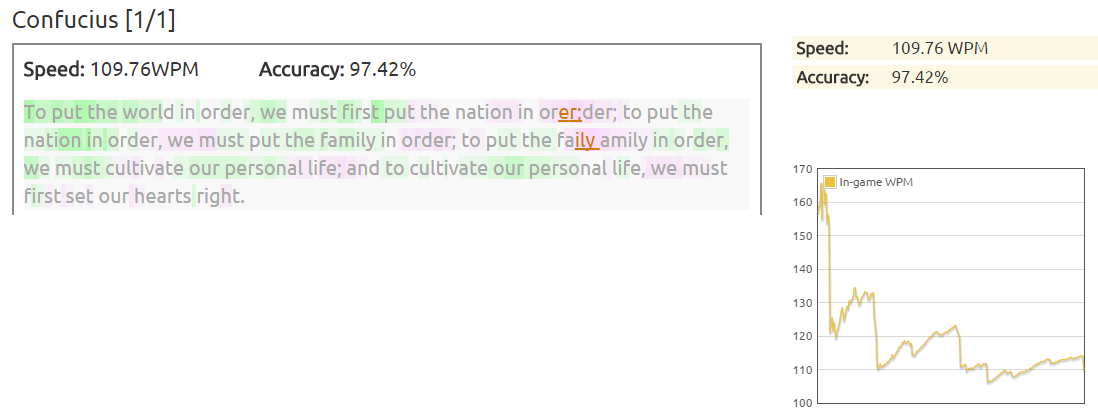 Confucius [1/1]
Speed: 109.76WPM Accuracy: 97.42%
To put the world in order, we must first put the nation in orer;der; to put the
nation in order, we must put the family in order; to put the faily amily in order,
we must cultivate our personal life; and to cultivate our personal life, we must
first set our hearts right.
Speed: 109.76 WPM
Accuracy: 97.42%
170
In-game WPM
160
150
140
130
120
110
100